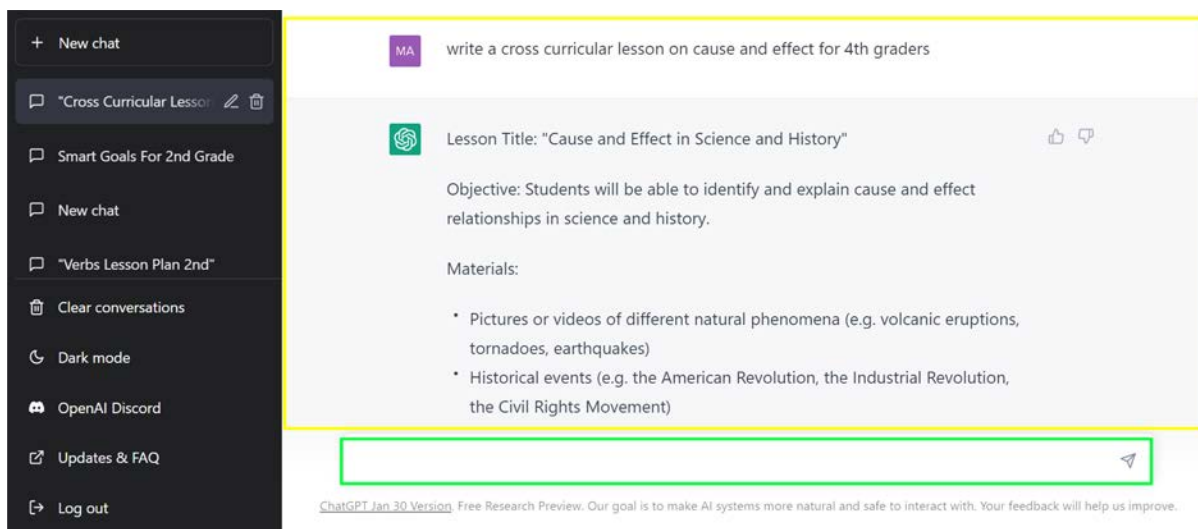 + New chat
"Cross Curricular Lesson
Smart Goals For 2nd Grade
New chat
"Verbs Lesson Plan 2nd"
Clear conversations
Dark mode
OpenAI Discord
Updates & FAQ
Log out
MA
write a cross curricular lesson on cause and effect for 4th graders
Lesson Title: "Cause and Effect in Science and History"
Objective: Students will be able to identify and explain cause and effect
relationships in science and history.
Materials:
• Pictures or videos of different natural phenomena (e.g. volcanic eruptions,
tornadoes, earthquakes)
• Historical events (e.g. the American Revolution, the Industrial Revolution,
the Civil Rights Movement)
ChatGPT Jan 30 Version. Free Research Preview. Our goal is to make AI systems more natural and safe to interact with. Your feedback will help us improve.